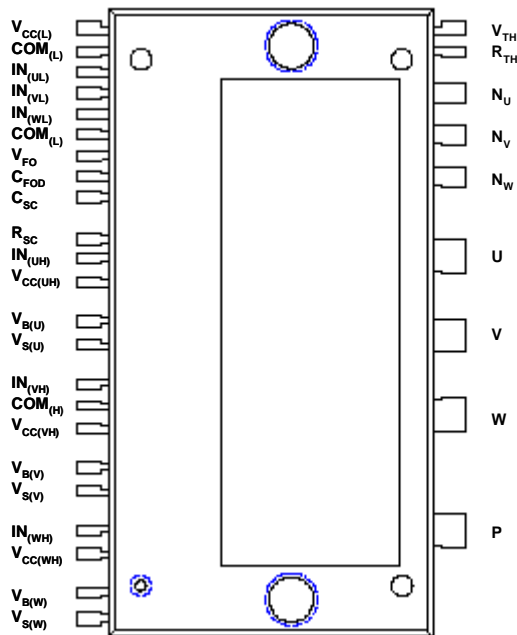 VCC(L)
COM(L)
IN(UL)
IN(VL)
IN(WL)
COM(L)
VFO
CFOD
CSC
RSC
IN(UH)
VCC(UH)
VB(U)
VS(U)
IN(VH)
COM(H)
VCC(VH)
VB(V)
VS(V)
IN(WH)
VCC(WH)
VB(W)
VS(W)
VTH
RTH
NU
NV
NW
U
V
W
P